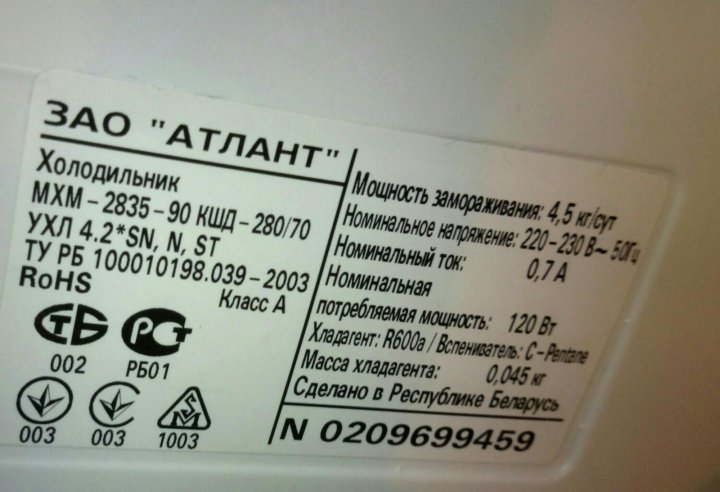 ЗАО "АТЛАНТ"
Холодильник
МХМ – 2835 – 90 КШД – 280/70
УХЛ 4.2*SN, N, ST
ТУ РБ 100010198.039 – 2003
RoHS
Класс А
СТБ
РСТ
002
РБ01
003
003
1003
Мощность замораживания: 4,5 кг/сут
Номинальное напряжение: 220 – 230 В~ 50Гц
Номинальный ток: 0,7 А
Номинальная
потребляемая мощность: 120 Вт
Хладагент: R600a / Вспениватель: C – Pentane
Масса хладагента: 0,045 кг
Сделано в Республике Беларусь
N 0209699459